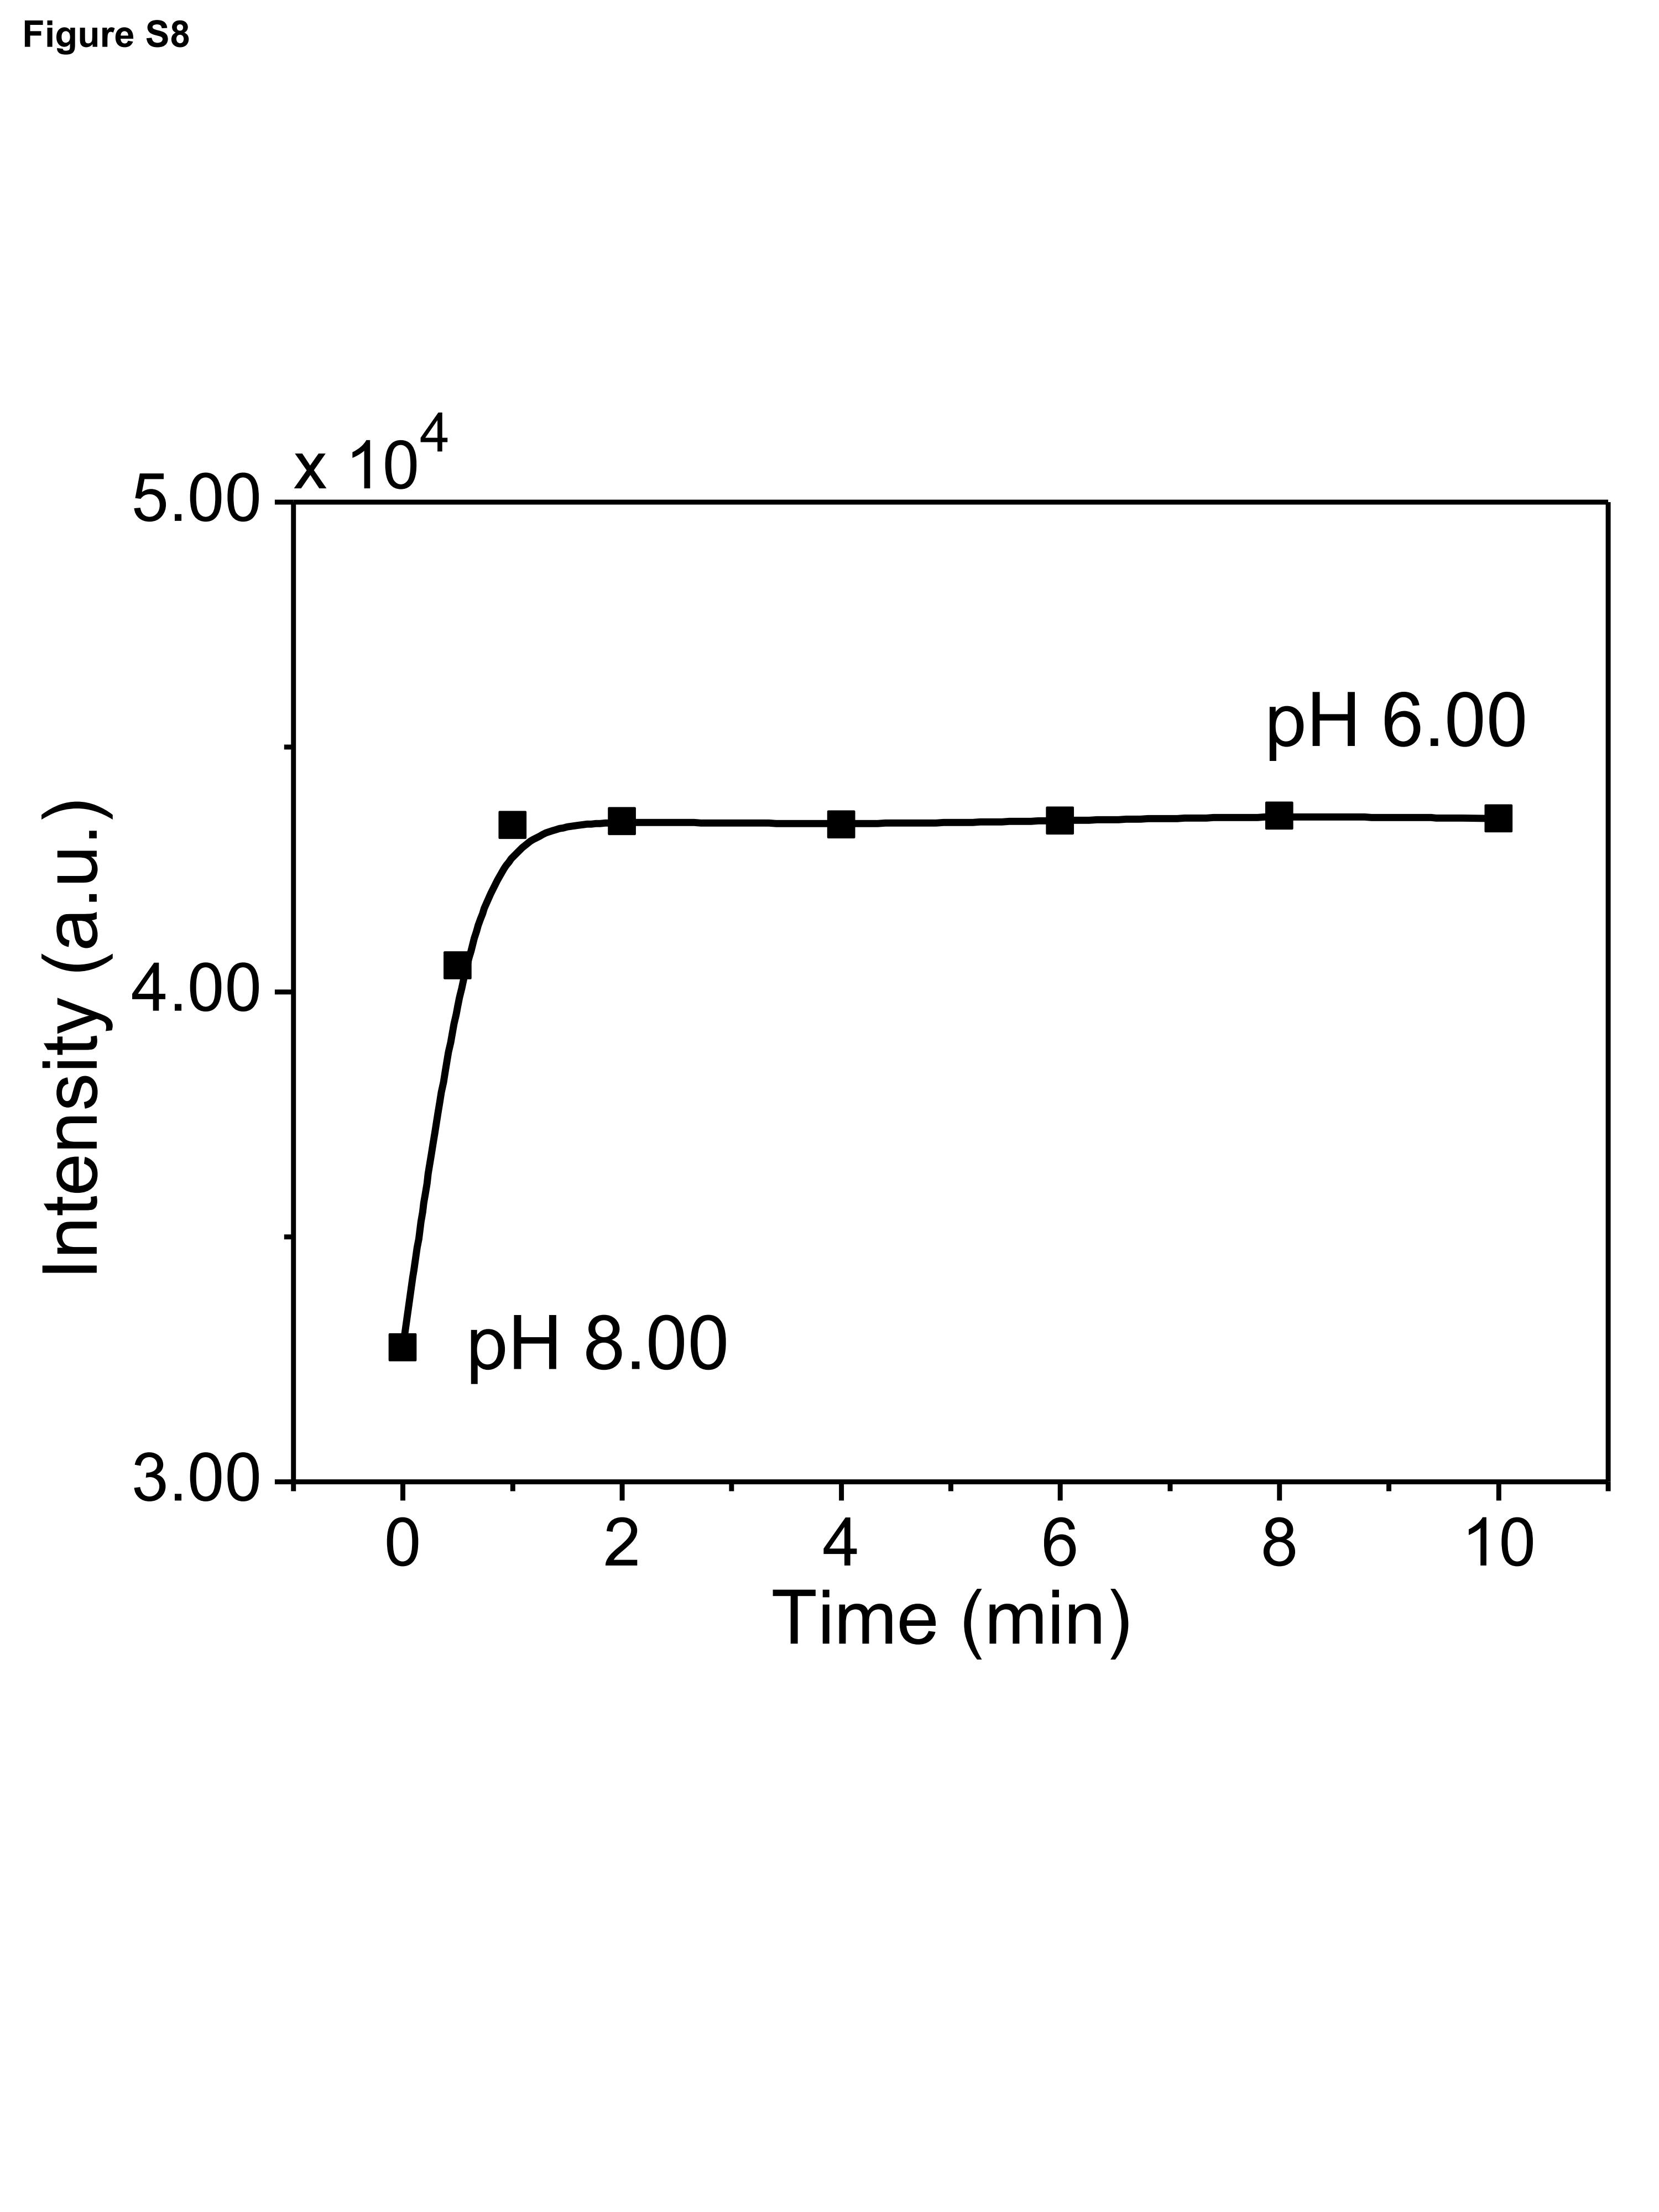 Figure S8
x 10^4
5.00
pH 6.00
4.00
Intensity (a.u.)
pH 8.00
3.00
0 2 4 6 8 10
Time (min)